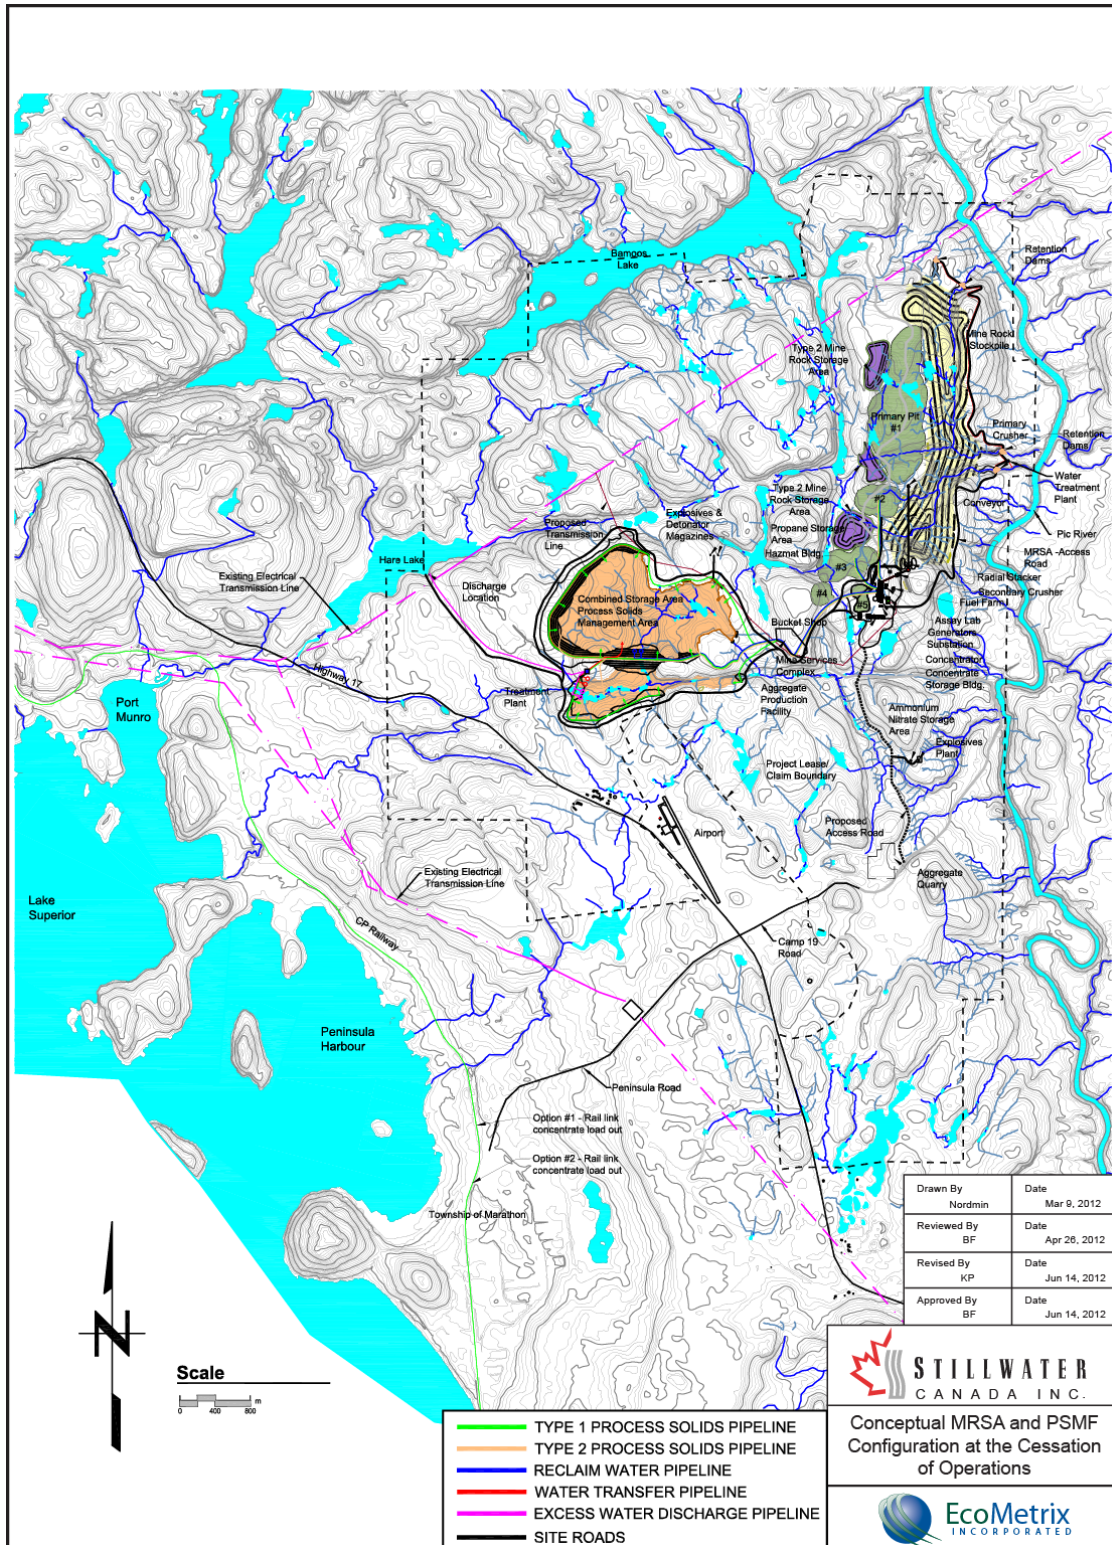 Bamoos
Lake
Retention
Dams
Mine Rock
Stockpile
Type 2 Mine
Rock Storage
Area
Primary Pit
#1
Primary
Crusher
Retention
Dams
Water
Treatment
Plant
Type 2 Mine
Rock Storage
Area
#2
Conveyor
Explosives &
Detonator
Magazines
Proposed
Transmission
Line
Propane Storage
Area
Hazmat Bldg.
Pic River
MRSA -Access
Road
Hare Lake
#3
Radial Stacker
Existing Electrical
Transmission Line
Discharge
Location
#4
#5
Secondary Crusher
Fuel Farm
Combined Storage Area
Process Solids
Management Area
Bucket Shop
Assay Lab
Generators
Substation
Highway 17
Mine Services
Complex
Concentrator
Concentrate
Storage Bldg.
Treatment
Plant
Aggregate
Production
Facility
Port
Munro
Ammonium
Nitrate Storage
Area
Explosives
Plant
Project Lease/
Claim Boundary
Airport
Proposed
Access Road
Existing Electrical
Transmission Line
Aggregate
Quarry
Lake
Superior
CP Railway
Camp 19
Road
Peninsula
Harbour
Peninsula Road
Option #1 - Rail link
concentrate load out
Option #2 - Rail link
concentrate load out
Township of Marathon
Drawn By
Nordmin
Date
Mar 9, 2012
Reviewed By
BF
Date
Apr 26, 2012
Revised By
KP
Date
Jun 14, 2012
Approved By
BF
Date
Jun 14, 2012
N
Scale
0 400 800 m
STILLWATER
CANADA INC.
Conceptual MRSA and PSMF
Configuration at the Cessation
of Operations
EcoMetrix
INCORPORATED
TYPE 1 PROCESS SOLIDS PIPELINE
TYPE 2 PROCESS SOLIDS PIPELINE
RECLAIM WATER PIPELINE
WATER TRANSFER PIPELINE
EXCESS WATER DISCHARGE PIPELINE
SITE ROADS